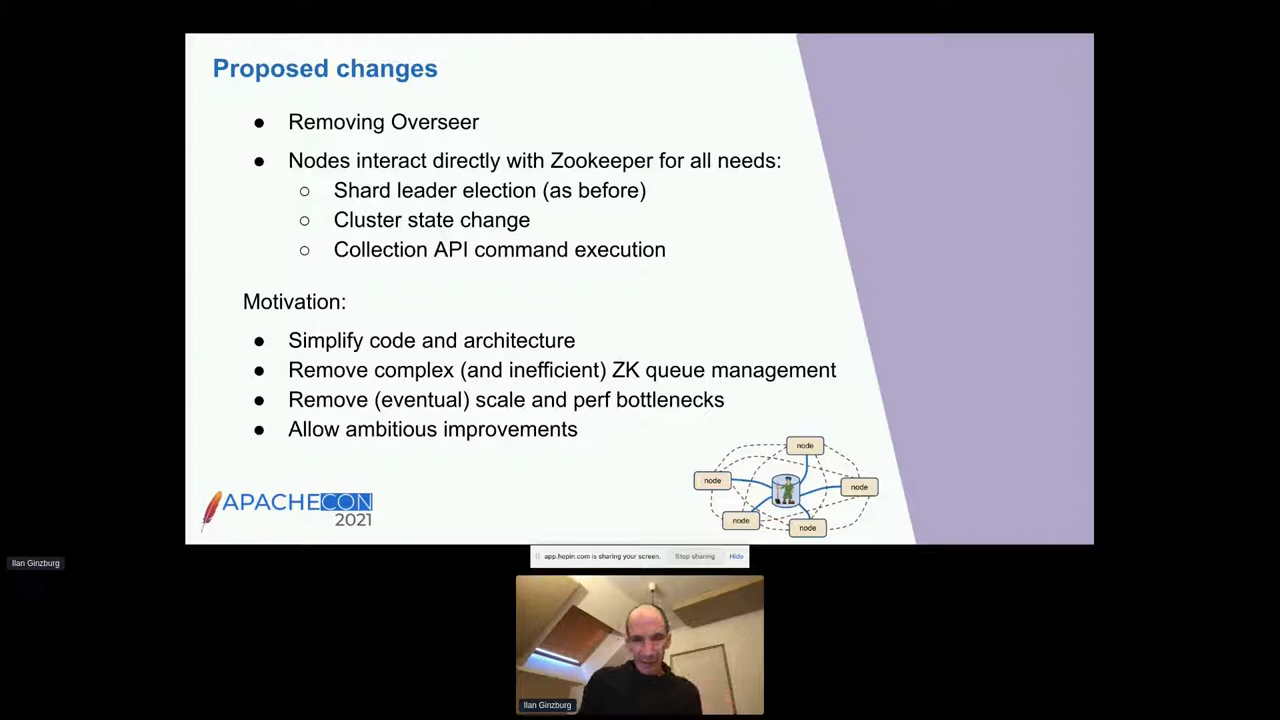 Proposed changes
● Removing Overseer
● Nodes interact directly with Zookeeper for all needs:
○ Shard leader election (as before)
○ Cluster state change
○ Collection API command execution
Motivation:
● Simplify code and architecture
● Remove complex (and inefficient) ZK queue management
● Remove (eventual) scale and perf bottlenecks
● Allow ambitious improvements
node
node
node
node
node
APACHECON
2021
app.hopin.com is sharing your screen. Stop sharing Hide
Ilan Ginzburg
Ilan Ginzburg